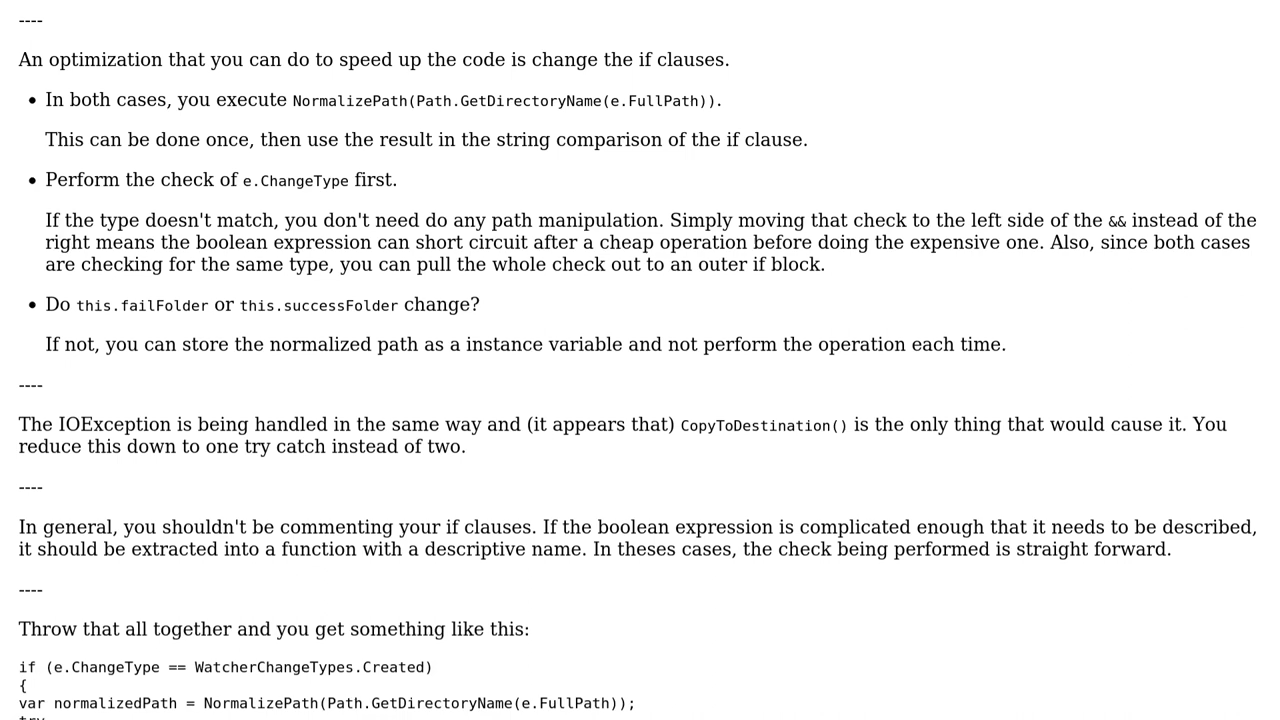 ----
An optimization that you can do to speed up the code is change the if clauses.
• In both cases, you execute NormalizePath(Path.GetDirectoryName(e.FullPath)).
This can be done once, then use the result in the string comparison of the if clause.
• Perform the check of e.ChangeType first.
If the type doesn't match, you don't need do any path manipulation. Simply moving that check to the left side of the && instead of the
right means the boolean expression can short circuit after a cheap operation before doing the expensive one. Also, since both cases
are checking for the same type, you can pull the whole check out to an outer if block.
• Do this.failFolder or this.successFolder change?
If not, you can store the normalized path as a instance variable and not perform the operation each time.
----
The IOException is being handled in the same way and (it appears that) CopyToDestination() is the only thing that would cause it. You
reduce this down to one try catch instead of two.
----
In general, you shouldn't be commenting your if clauses. If the boolean expression is complicated enough that it needs to be described,
it should be extracted into a function with a descriptive name. In theses cases, the check being performed is straight forward.
----
Throw that all together and you get something like this:
if (e.ChangeType == WatcherChangeTypes.Created)
{
var normalizedPath = NormalizePath(Path.GetDirectoryName(e.FullPath));
try